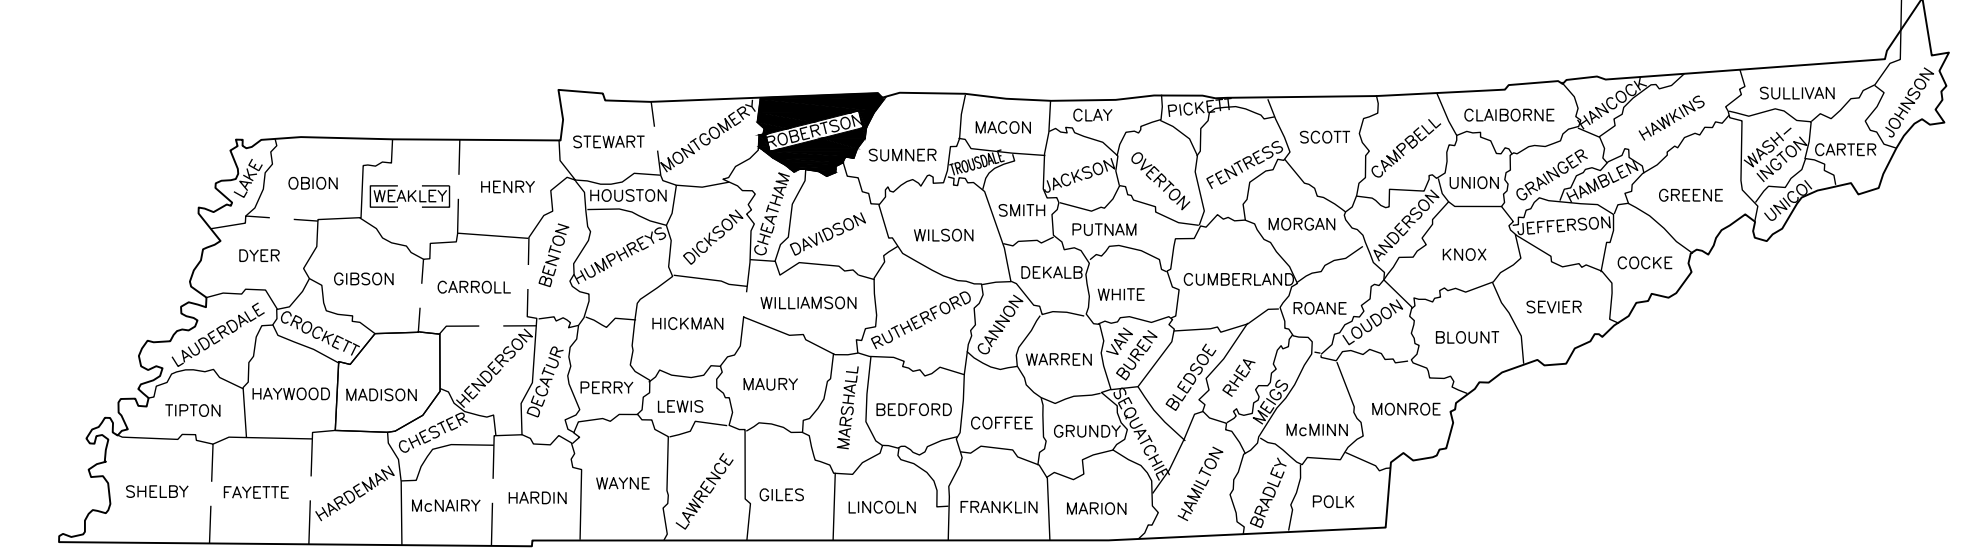 LAKE
OBION
WEAKLEY
HENRY
STEWART
MONTGOMERY
ROBERTSON
SUMNER
MACON
TROUSDALE
CLAY
PICKETT
JACKSON
OVERTON
FENTRESS
SCOTT
CAMPBELL
CLAIBORNE
HANCOCK
HAWKINS
SULLIVAN
JOHNSON
CARTER
WASH-
INGTON
UNICOI
GREENE
HAMBLEN
GRAINGER
UNION
JEFFERSON
COCKE
SEVIER
KNOX
ANDERSON
MORGAN
PUTNAM
SMITH
WILSON
DAVIDSON
CHEATHAM
DICKSON
HOUSTON
HUMPHREYS
BENTON
CARROLL
GIBSON
DYER
LAUDERDALE
CROCKETT
HAYWOOD
MADISON
HENDERSON
DECATUR
PERRY
HICKMAN
LEWIS
MAURY
WILLIAMSON
RUTHERFORD
CANNON
DEKALB
WHITE
CUMBERLAND
ROANE
LOUDON
BLOUNT
MONROE
McMINN
MEIGS
RHEA
BLEDSOE
VAN
BUREN
WARREN
GRUNDY
SEQUATCHIE
COFFEE
BEDFORD
MARSHALL
TIPTON
CHESTER
SHELBY
FAYETTE
HARDEMAN
McNAIRY
HARDIN
WAYNE
LAWRENCE
GILES
LINCOLN
FRANKLIN
MARION
HAMILTON
BRADLEY
POLK